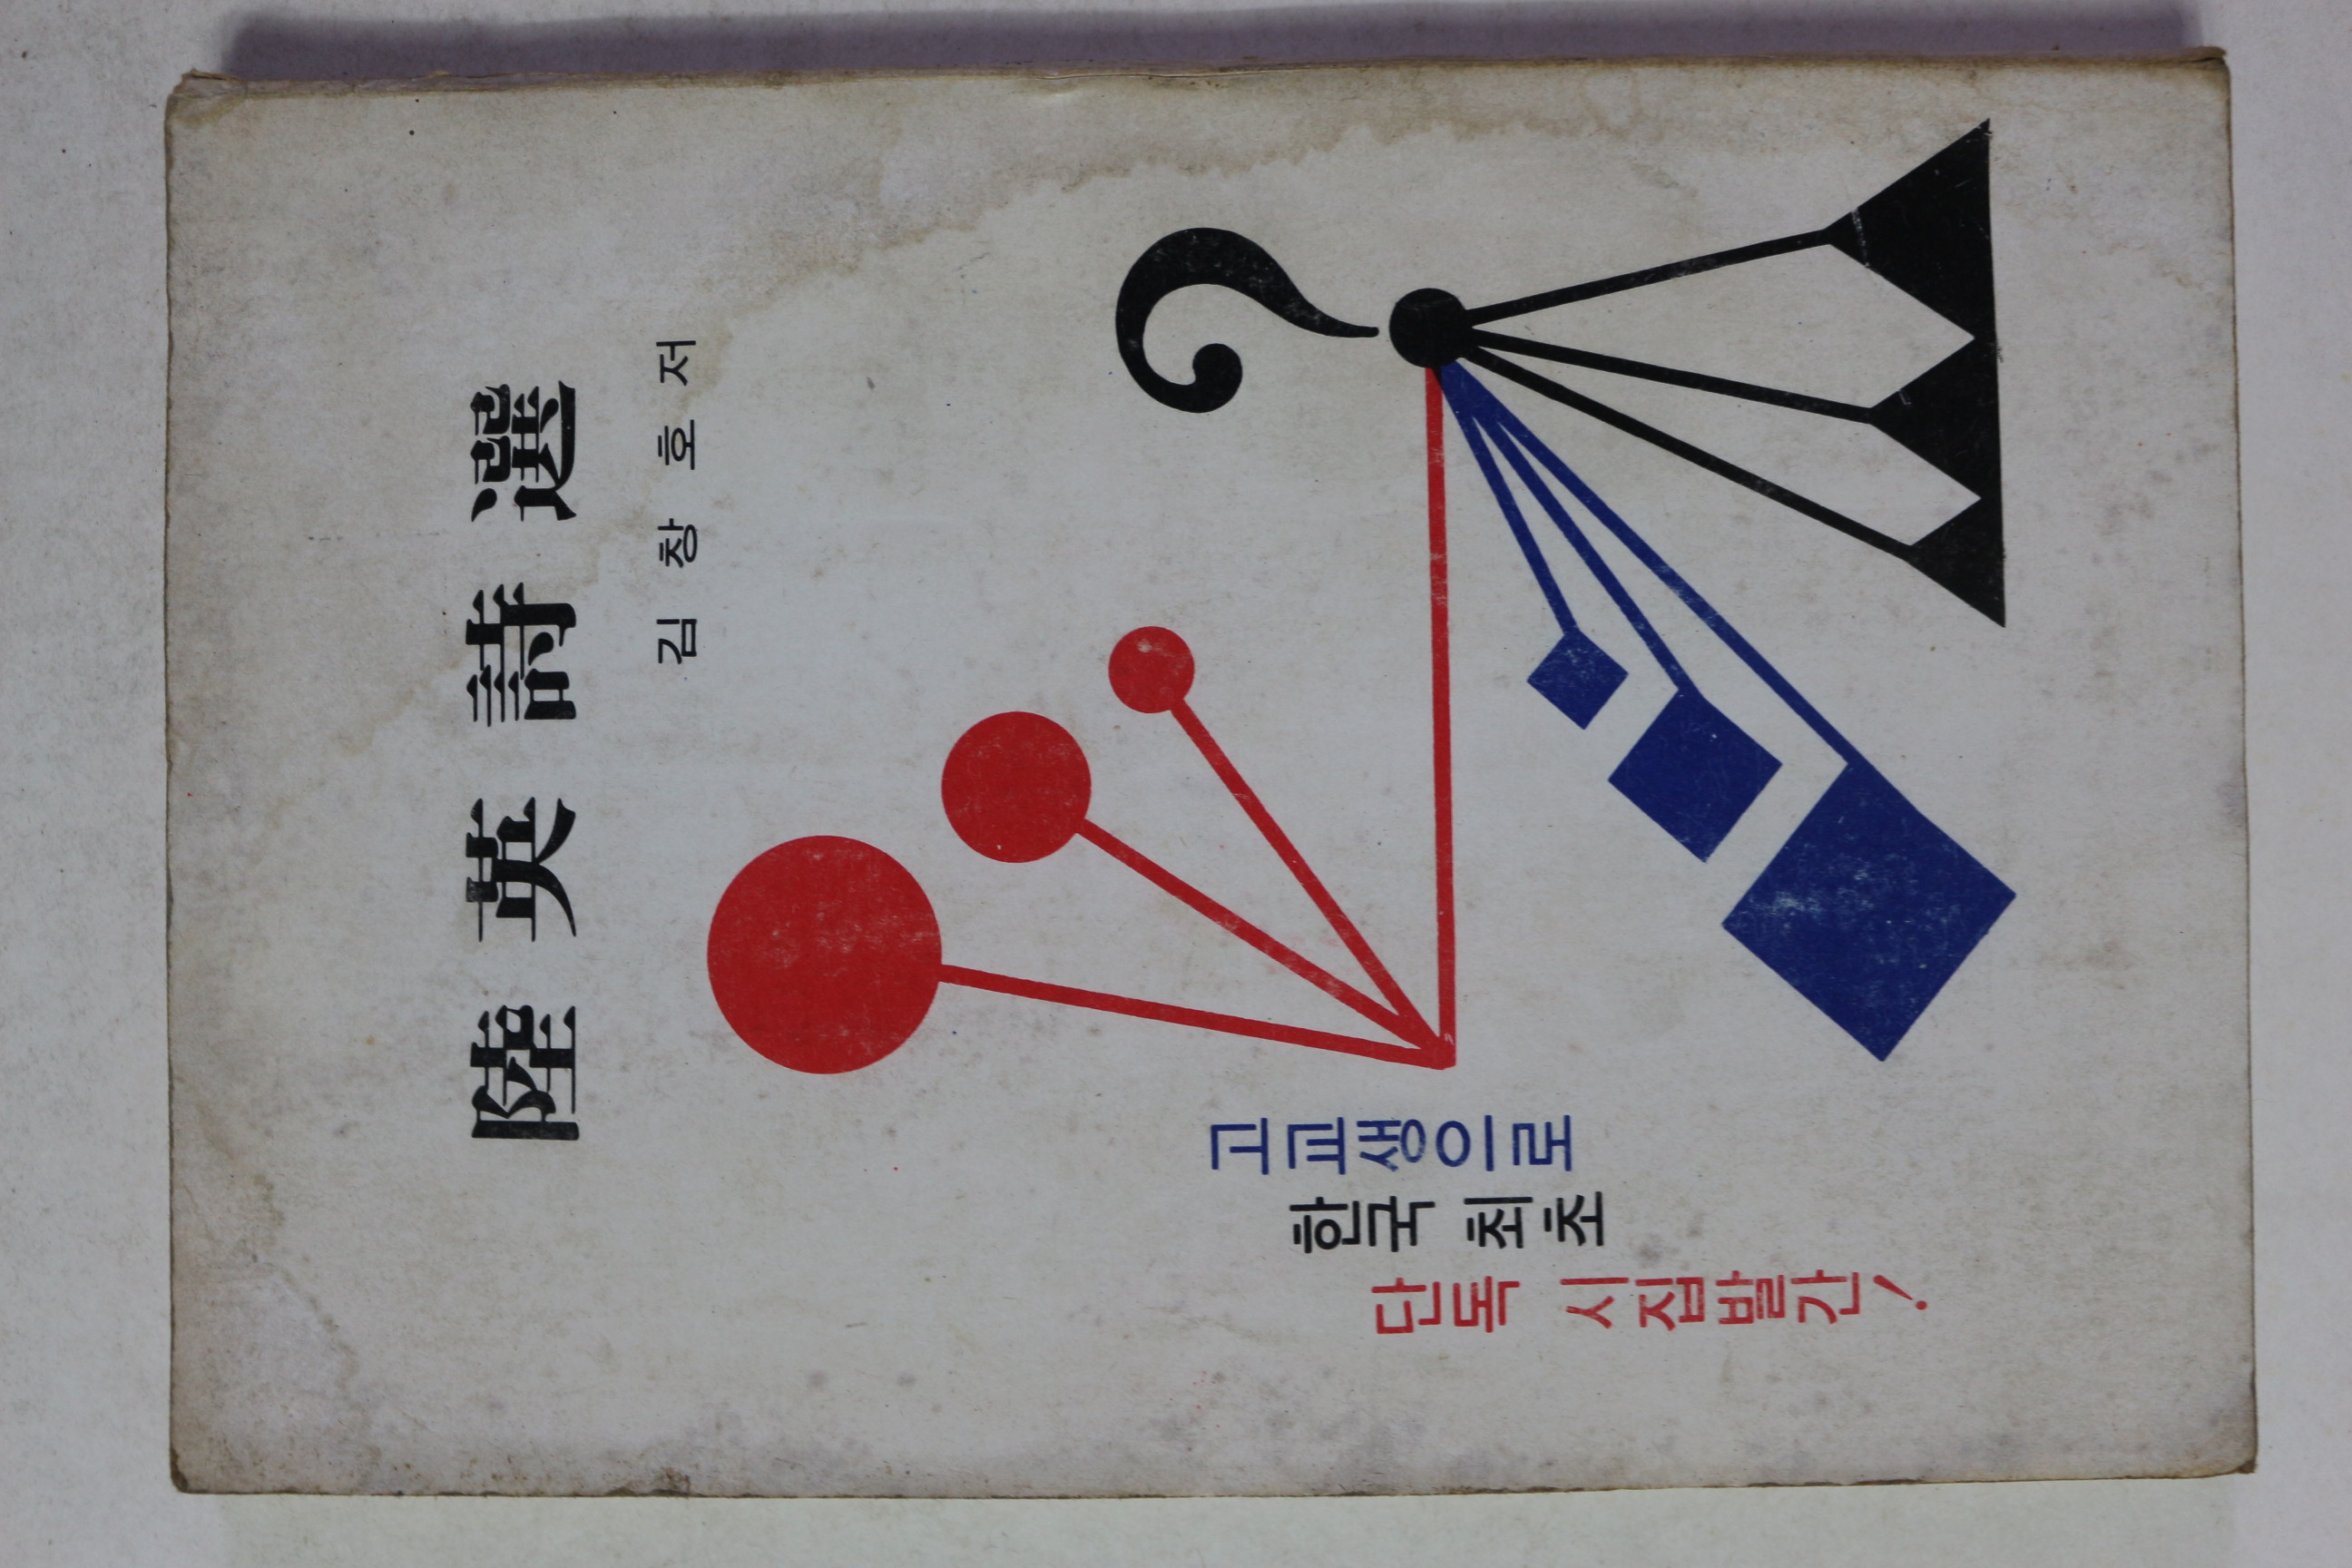 陸英詩選
김창호 저
고교생이로
한국 최초
단독 시집발간!